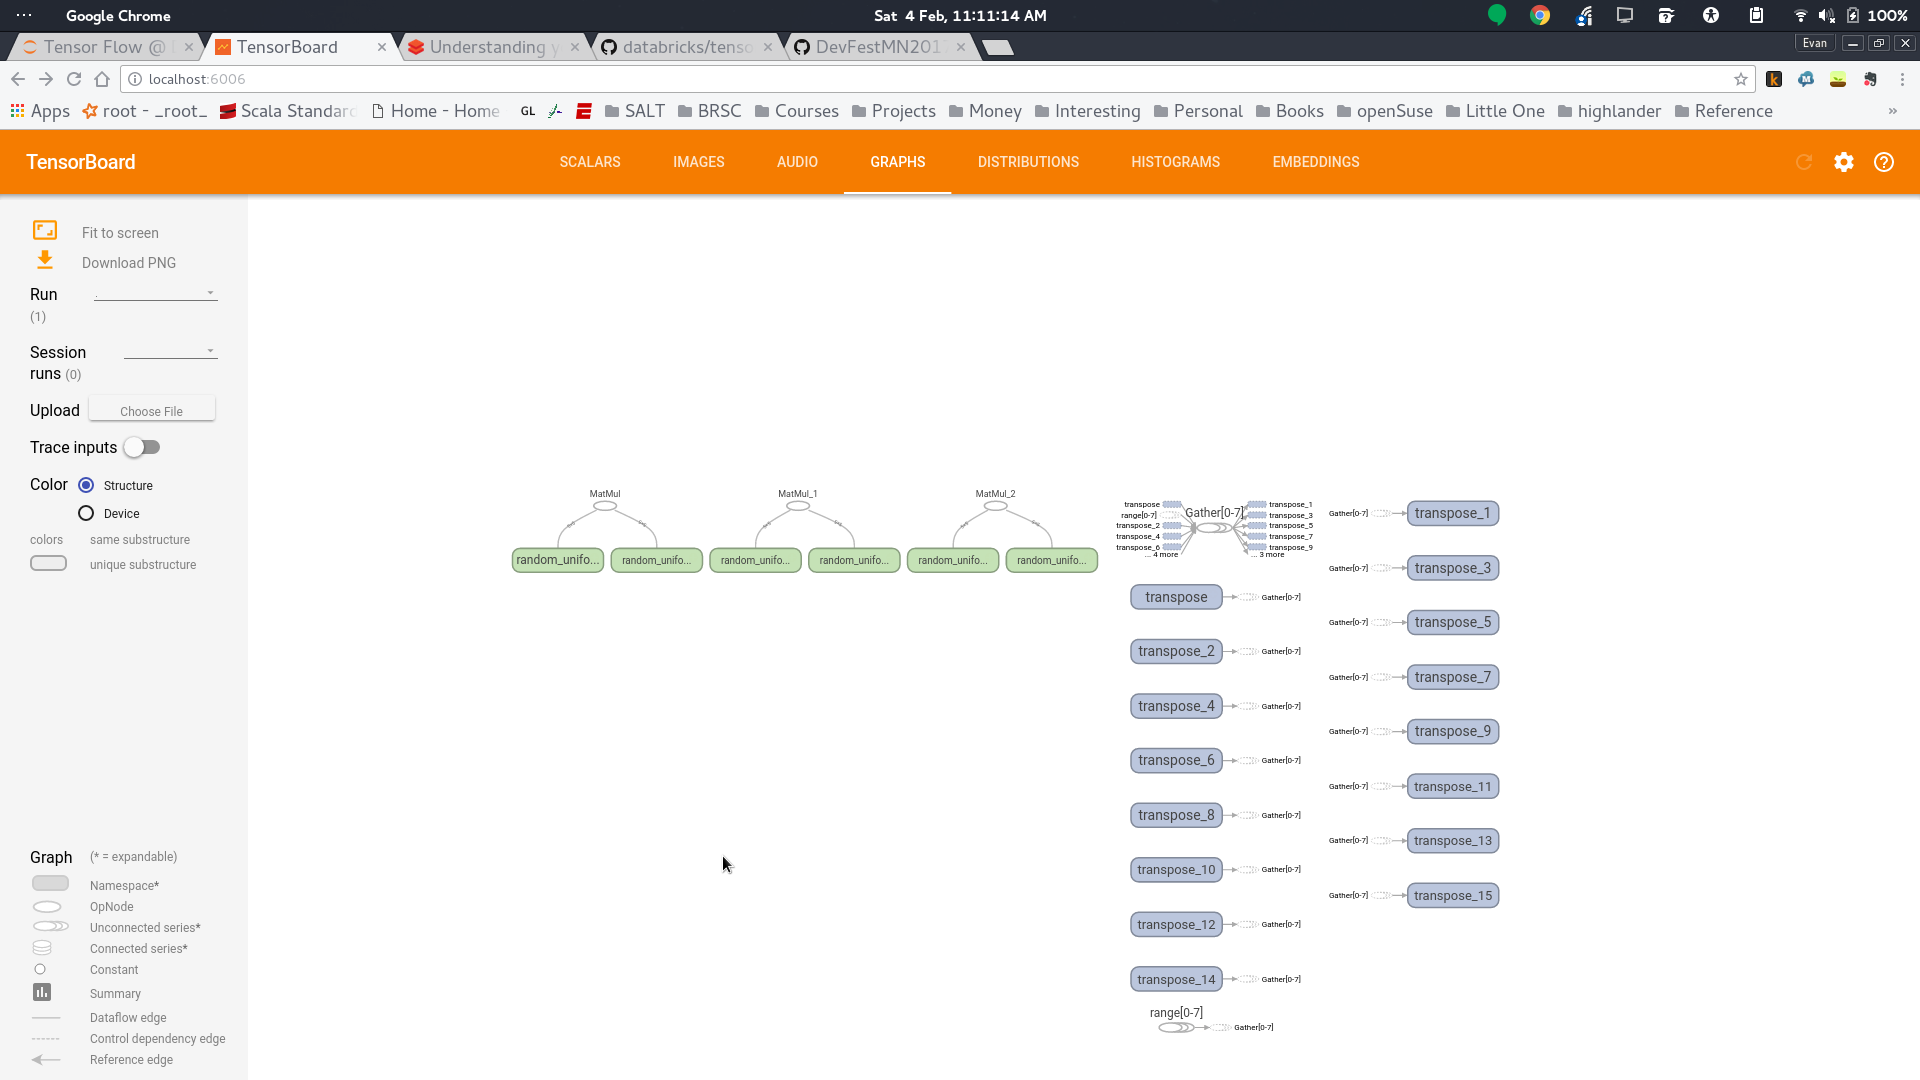 Google Chrome
Sat 4 Feb, 11:11:14 AM
100%
Tensor Flow @
TensorBoard
Understanding y
databricks/tenso
DevFestMN2017
Evan
localhost:6006
Apps
root - _root_
Scala Standard
Home - Home
GL
SALT
BRSC
Courses
Projects
Money
Interesting
Personal
Books
openSuse
Little One
highlander
Reference
»
TensorBoard
SCALARS
IMAGES
AUDIO
GRAPHS
DISTRIBUTIONS
HISTOGRAMS
EMBEDDINGS
Fit to screen
Download PNG
Run
(1)
.
Session
runs (0)
Upload
Choose File
Trace inputs
Color
Structure
Device
colors
same substructure
unique substructure
Graph
(* = expandable)
Namespace*
OpNode
Unconnected series*
Connected series*
Constant
Summary
Dataflow edge
Control dependency edge
Reference edge
MatMul
MatMul_1
MatMul_2
random_unifo...
random_unifo...
random_unifo...
random_unifo...
random_unifo...
random_unifo...
transpose
range[0-7]
transpose_2
transpose_4
transpose_6
... 4 more
Gather[0-7]
transpose_1
transpose_3
transpose_5
transpose_7
transpose_9
... 3 more
transpose
Gather[0-7]
transpose_2
Gather[0-7]
transpose_4
Gather[0-7]
transpose_6
Gather[0-7]
transpose_8
Gather[0-7]
transpose_10
Gather[0-7]
transpose_12
Gather[0-7]
transpose_14
Gather[0-7]
range[0-7]
Gather[0-7]
Gather[0-7]
transpose_1
Gather[0-7]
transpose_3
Gather[0-7]
transpose_5
Gather[0-7]
transpose_7
Gather[0-7]
transpose_9
Gather[0-7]
transpose_11
Gather[0-7]
transpose_13
Gather[0-7]
transpose_15